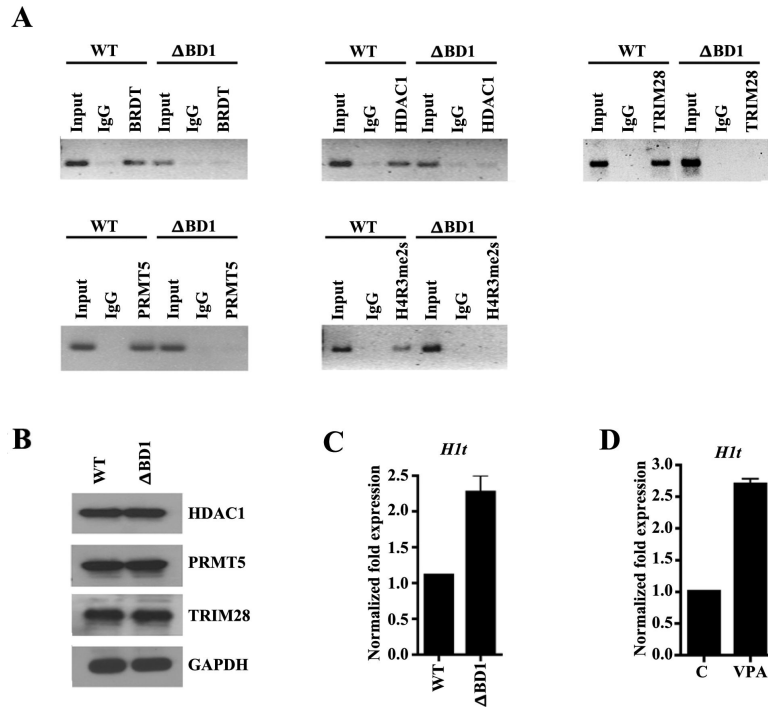 A
WT ΔBD1
Input IgG BRDT Input IgG BRDT
WT ΔBD1
Input IgG HDAC1 Input IgG HDAC1
WT ΔBD1
Input IgG TRIM28 Input IgG TRIM28
WT ΔBD1
Input IgG PRMT5 Input IgG PRMT5
WT ΔBD1
Input IgG H4R3me2s Input IgG H4R3me2s
B
WT ΔBD1
HDAC1
PRMT5
TRIM28
GAPDH
C
H1t
Normalized fold expression
2.5
2.0
1.5
1.0
0.5
0.0
WT ΔBD1
D
H1t
Normalized fold expression
3.0
2.5
2.0
1.5
1.0
0.5
0.0
C VPA